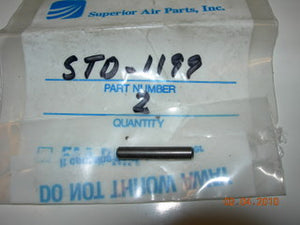 Superior Air Parts, Inc.
STD-1199
PART NUMBER
2
QUANTITY
DO NOT THROW AWAY